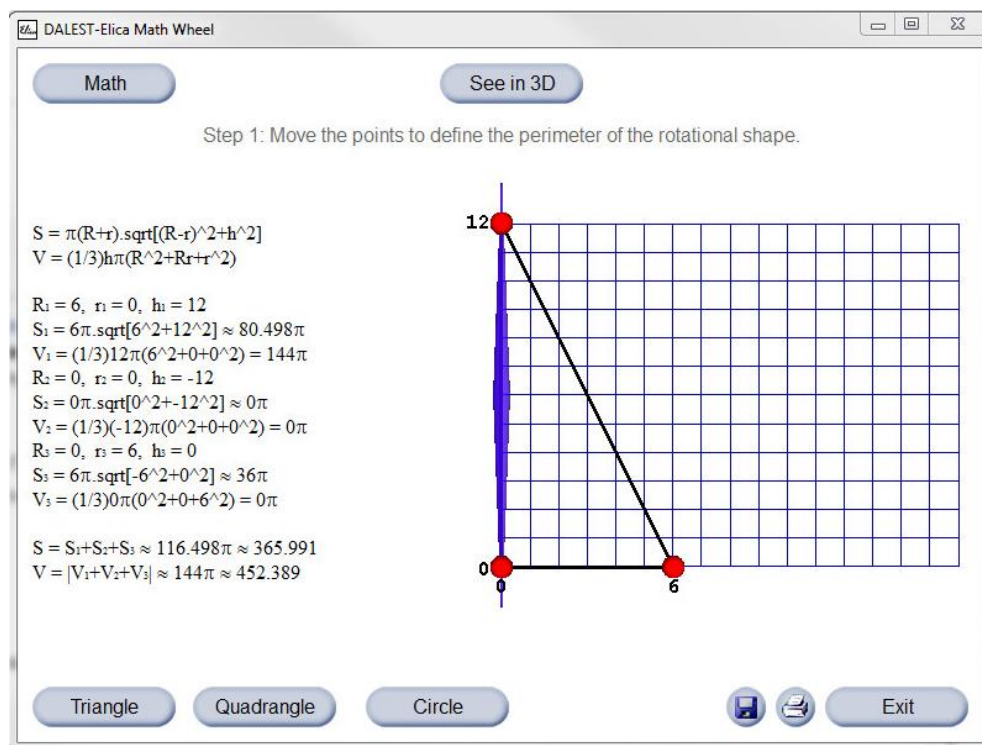 DALEST-Elica Math Wheel
Math
See in 3D
Step 1: Move the points to define the perimeter of the rotational shape.
S = π(R+r).sqrt[(R-r)^2+h^2]
V = (1/3)hπ(R^2+Rr+r^2)
R₁ = 6, r₁ = 0, h₁ = 12
S₁ = 6π.sqrt[6^2+12^2] ≈ 80.498π
V₁ = (1/3)12π(6^2+0+0^2) = 144π
R₂ = 0, r₂ = 0, h₂ = -12
S₂ = 0π.sqrt[0^2+-12^2] ≈ 0π
V₂ = (1/3)(-12)π(0^2+0+0^2) = 0π
R₃ = 0, r₃ = 6, h₃ = 0
S₃ = 6π.sqrt[-6^2+0^2] ≈ 36π
V₃ = (1/3)0π(0^2+0+6^2) = 0π
S = S₁+S₂+S₃ ≈ 116.498π ≈ 365.991
V = |V₁+V₂+V₃| ≈ 144π ≈ 452.389
12
0
0
6
Triangle
Quadrangle
Circle
Exit